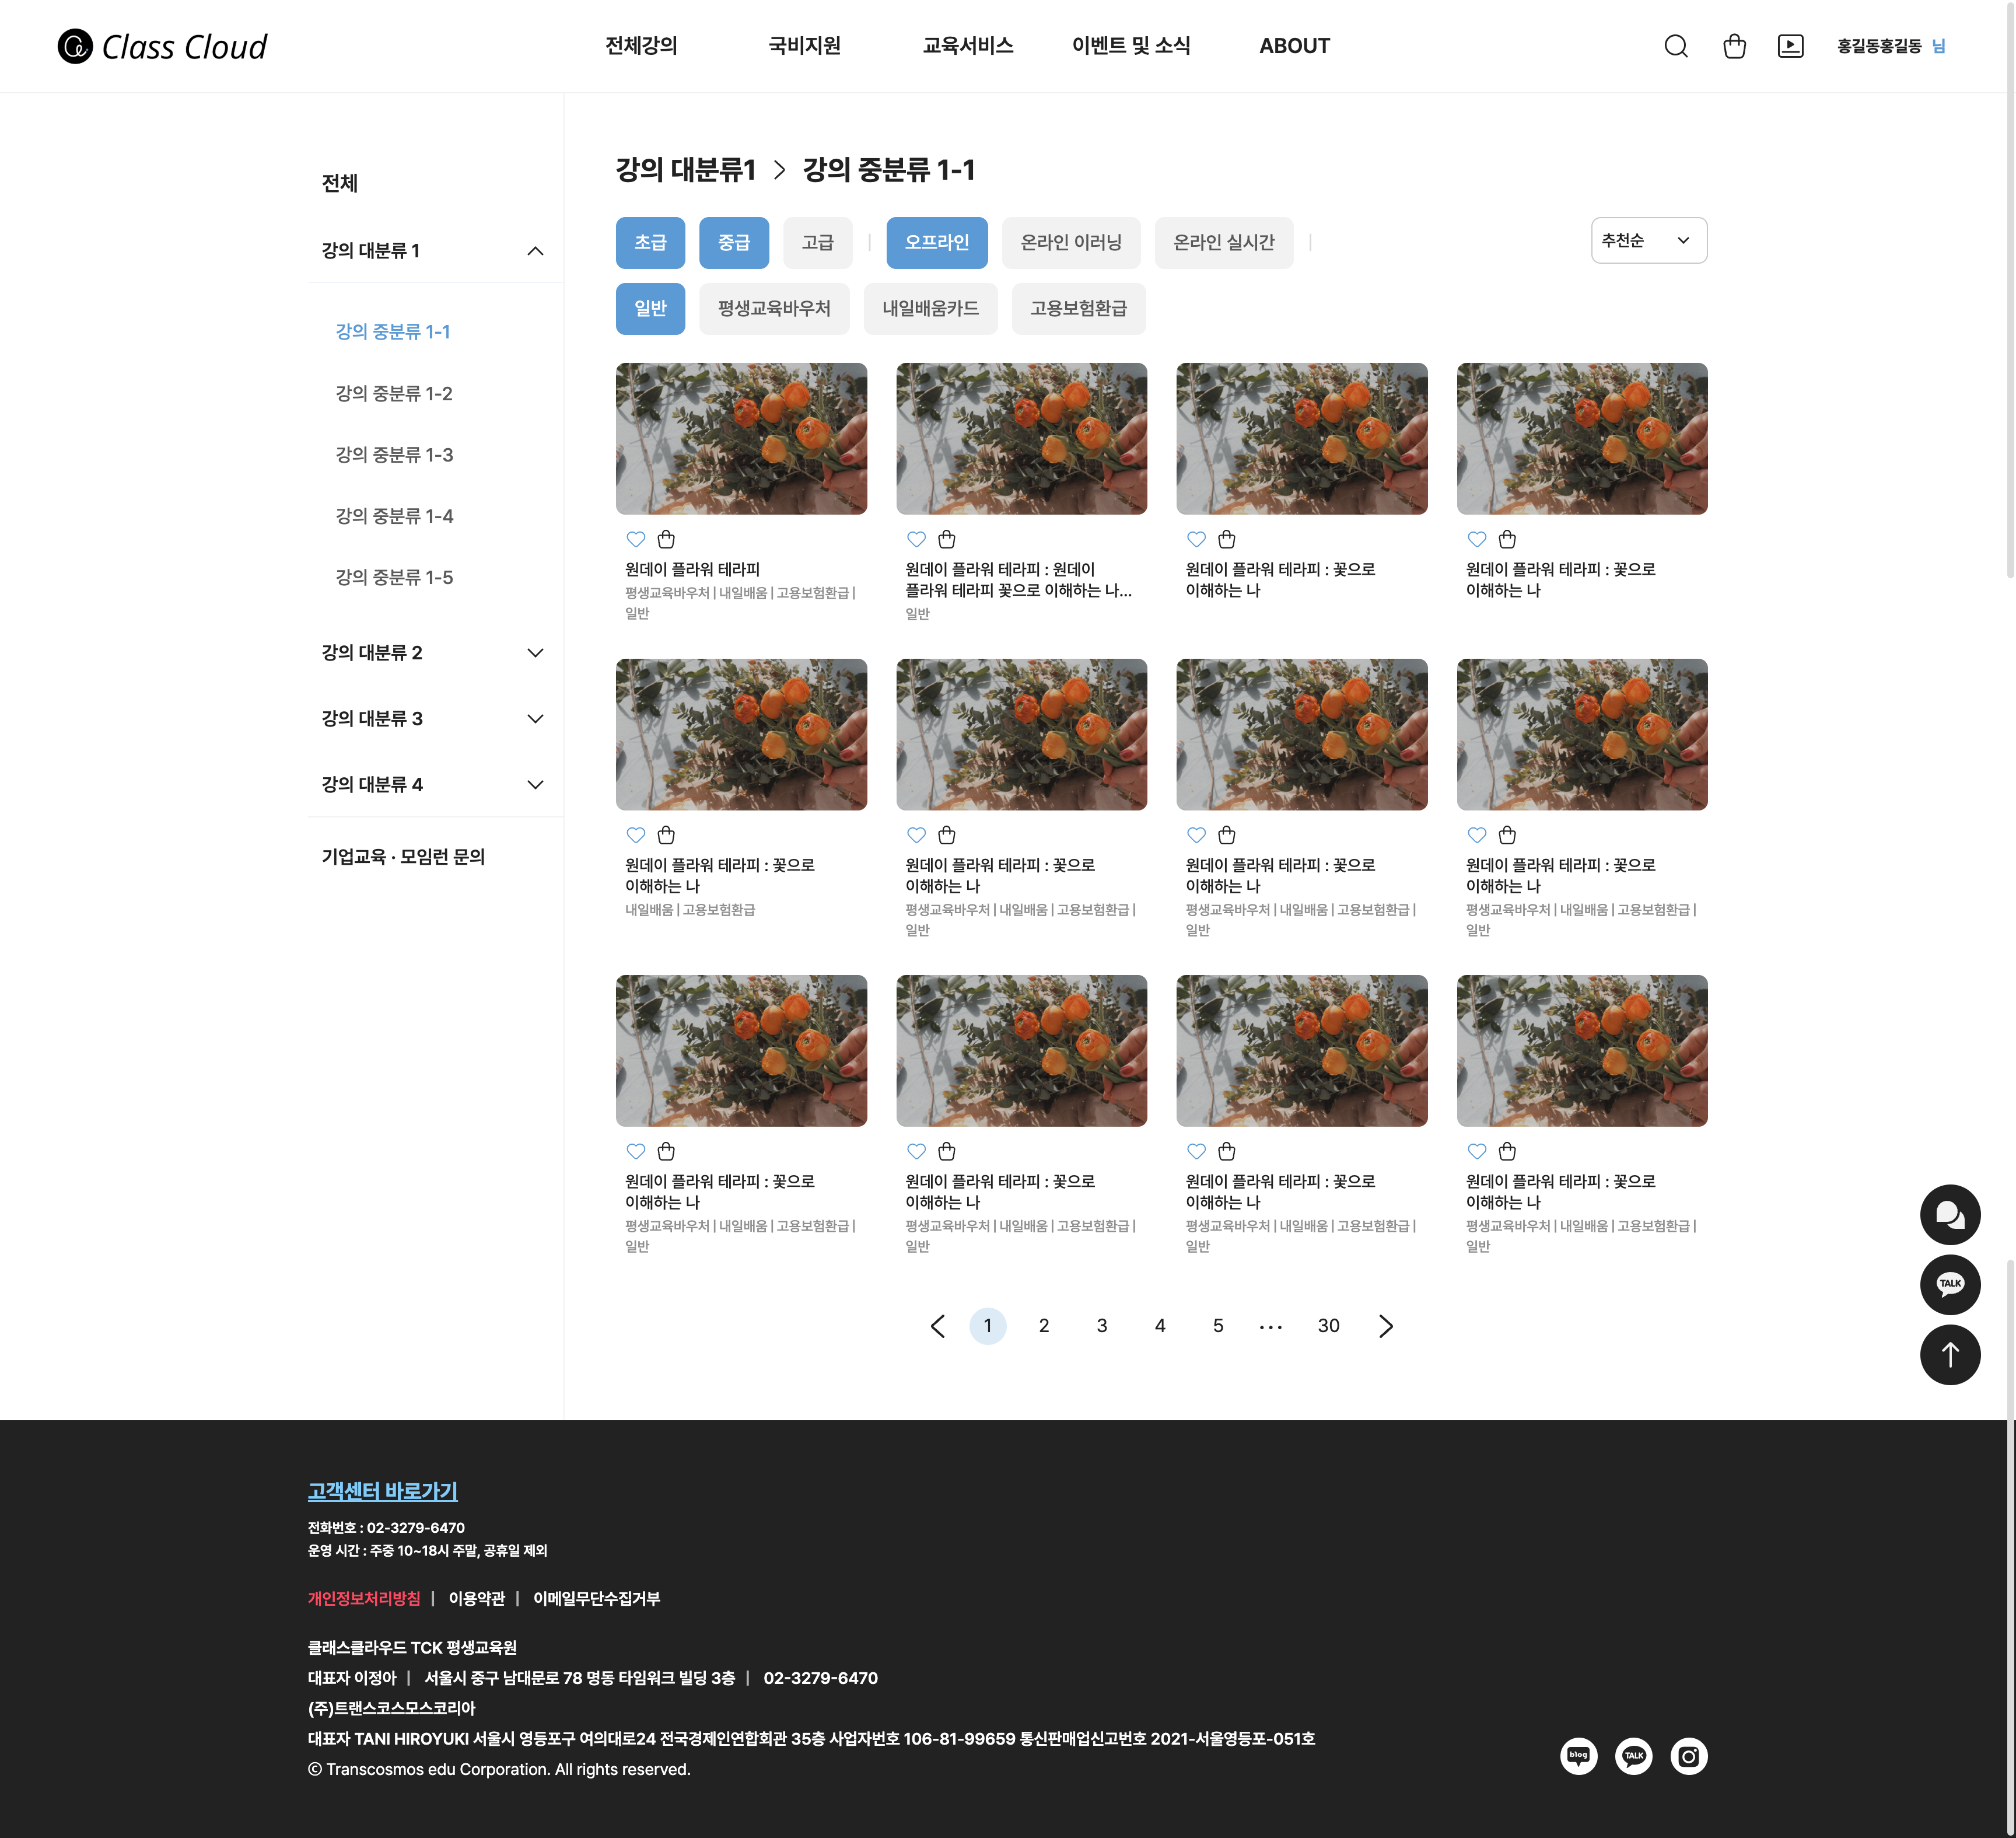 Class Cloud
전체강의 국비지원 교육서비스 이벤트 및 소식 ABOUT
홍길동홍길동 님
전체
강의 대분류 1
강의 중분류 1-1
강의 중분류 1-2
강의 중분류 1-3
강의 중분류 1-4
강의 중분류 1-5
강의 대분류 2
강의 대분류 3
강의 대분류 4
기업교육 · 모임런 문의
강의 대분류1 > 강의 중분류 1-1
초급 중급 고급 | 오프라인 온라인 이러닝 온라인 실시간 |
추천순
일반 평생교육바우처 내일배움카드 고용보험환급
원데이 플라워 테라피
평생교육바우처 | 내일배움 | 고용보험환급 |
일반
원데이 플라워 테라피 : 원데이
플라워 테라피 꽃으로 이해하는 나...
일반
원데이 플라워 테라피 : 꽃으로
이해하는 나
원데이 플라워 테라피 : 꽃으로
이해하는 나
원데이 플라워 테라피 : 꽃으로
이해하는 나
내일배움 | 고용보험환급
원데이 플라워 테라피 : 꽃으로
이해하는 나
평생교육바우처 | 내일배움 | 고용보험환급 |
일반
원데이 플라워 테라피 : 꽃으로
이해하는 나
평생교육바우처 | 내일배움 | 고용보험환급 |
일반
원데이 플라워 테라피 : 꽃으로
이해하는 나
평생교육바우처 | 내일배움 | 고용보험환급 |
일반
원데이 플라워 테라피 : 꽃으로
이해하는 나
평생교육바우처 | 내일배움 | 고용보험환급 |
일반
원데이 플라워 테라피 : 꽃으로
이해하는 나
평생교육바우처 | 내일배움 | 고용보험환급 |
일반
원데이 플라워 테라피 : 꽃으로
이해하는 나
평생교육바우처 | 내일배움 | 고용보험환급 |
일반
원데이 플라워 테라피 : 꽃으로
이해하는 나
평생교육바우처 | 내일배움 | 고용보험환급 |
일반
1 2 3 4 5 ··· 30
TALK
고객센터 바로가기
전화번호 : 02-3279-6470
운영 시간 : 주중 10~18시 주말, 공휴일 제외
개인정보처리방침 | 이용약관 | 이메일무단수집거부
클래스클라우드 TCK 평생교육원
대표자 이정아 | 서울시 중구 남대문로 78 명동 타임워크 빌딩 3층 | 02-3279-6470
(주)트랜스코스모스코리아
대표자 TANI HIROYUKI 서울시 영등포구 여의대로24 전국경제인연합회관 35층 사업자번호 106-81-99659 통신판매업신고번호 2021-서울영등포-051호
© Transcosmos edu Corporation. All rights reserved.
blog TALK